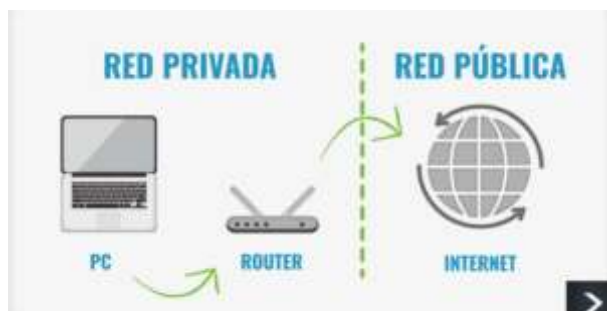 RED PRIVADA
RED PÚBLICA
PC
ROUTER
INTERNET